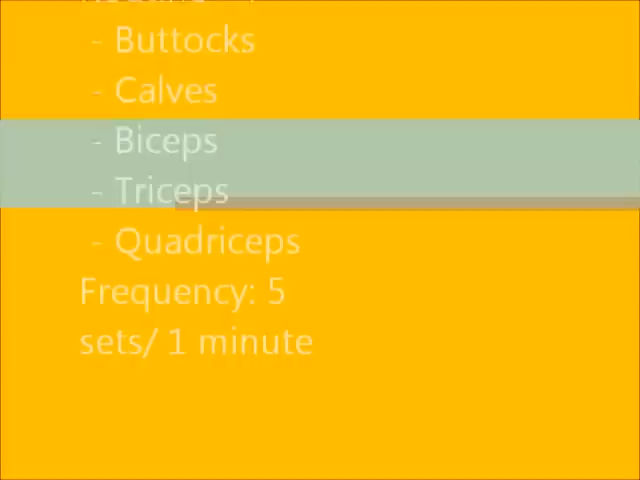 - Buttocks
- Calves
- Biceps
- Triceps
- Quadriceps
Frequency: 5
sets/ 1 minute